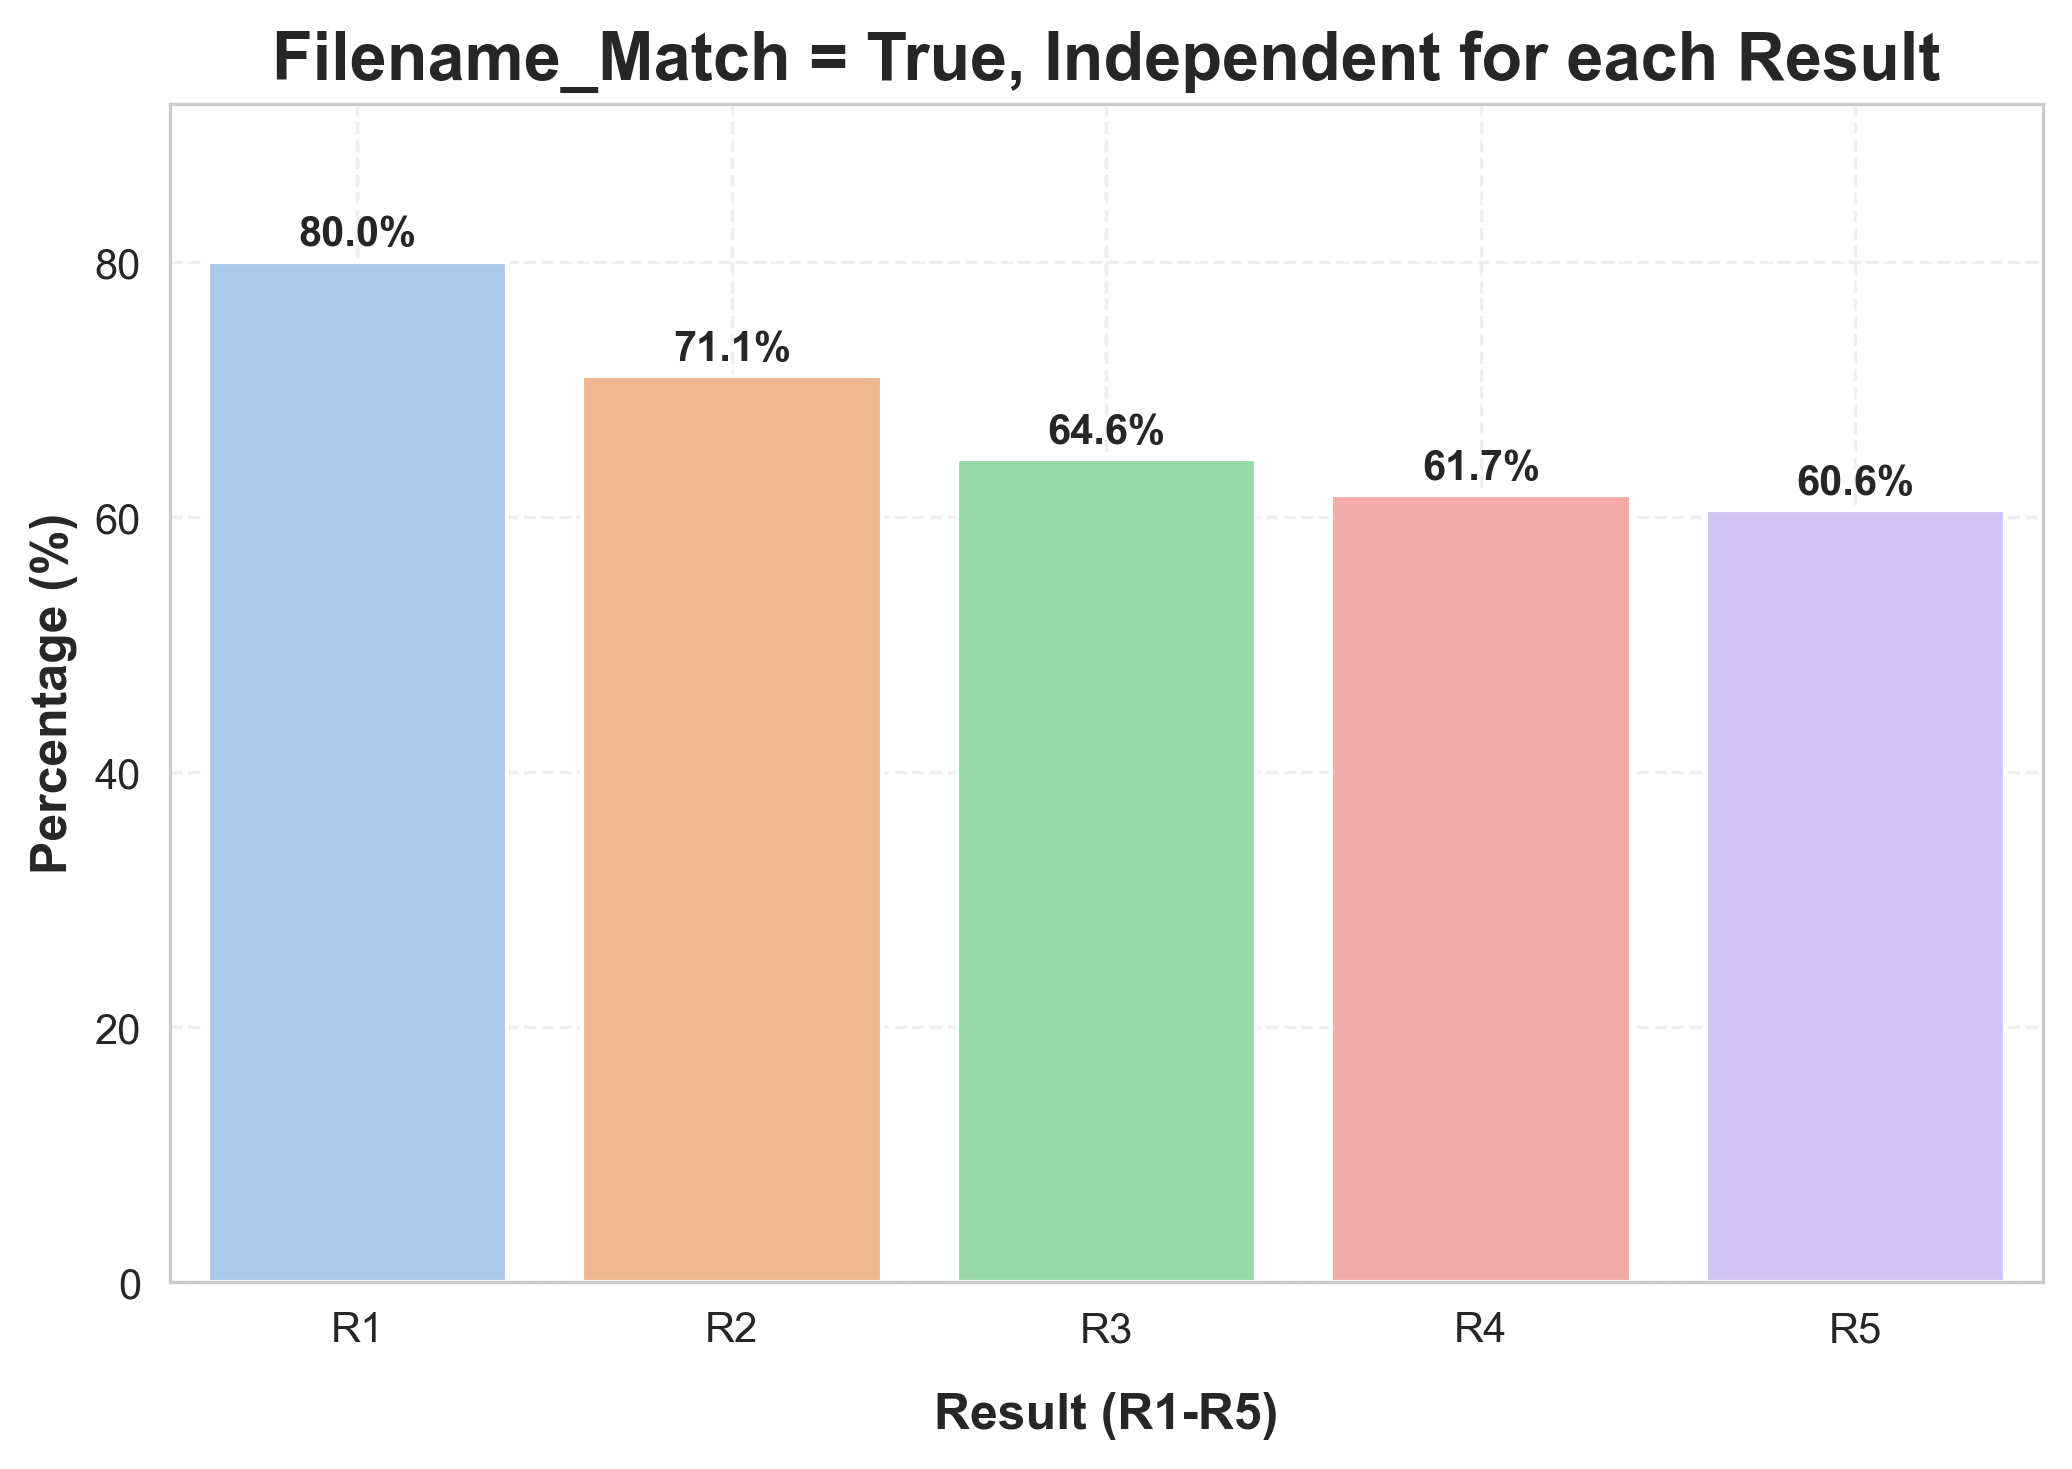 Filename_Match = True, Independent for each Result
80.0%
71.1%
64.6%
61.7%
60.6%
80
60
40
20
0
Percentage (%)
R1 R2 R3 R4 R5
Result (R1-R5)